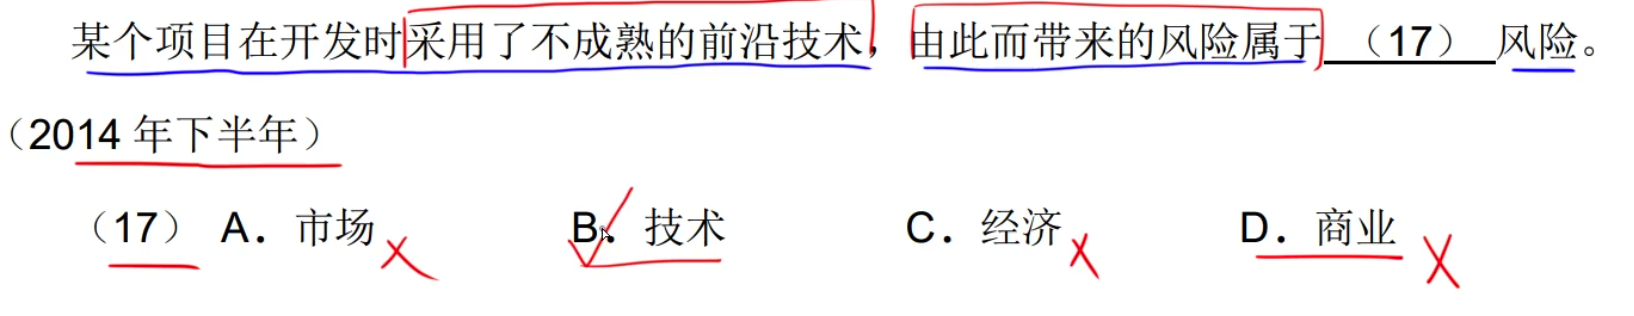 某个项目在开发时采用了不成熟的前沿技术，由此而带来的风险属于（17）风险。
（2014 年下半年）
（17） A．市场 B．技术 C．经济 D．商业